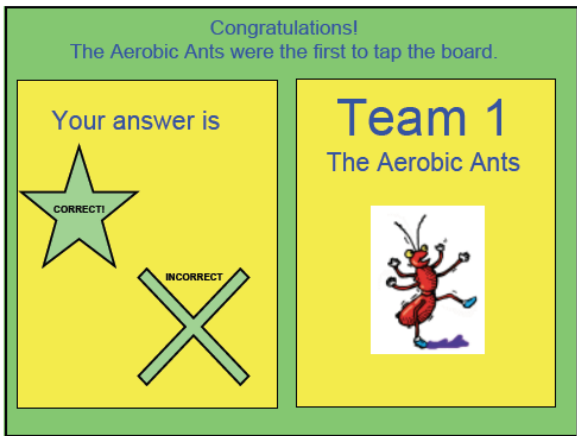 Congratulations!
The Aerobic Ants were the first to tap the board.
Your answer is
CORRECT!
INCORRECT
Team 1
The Aerobic Ants